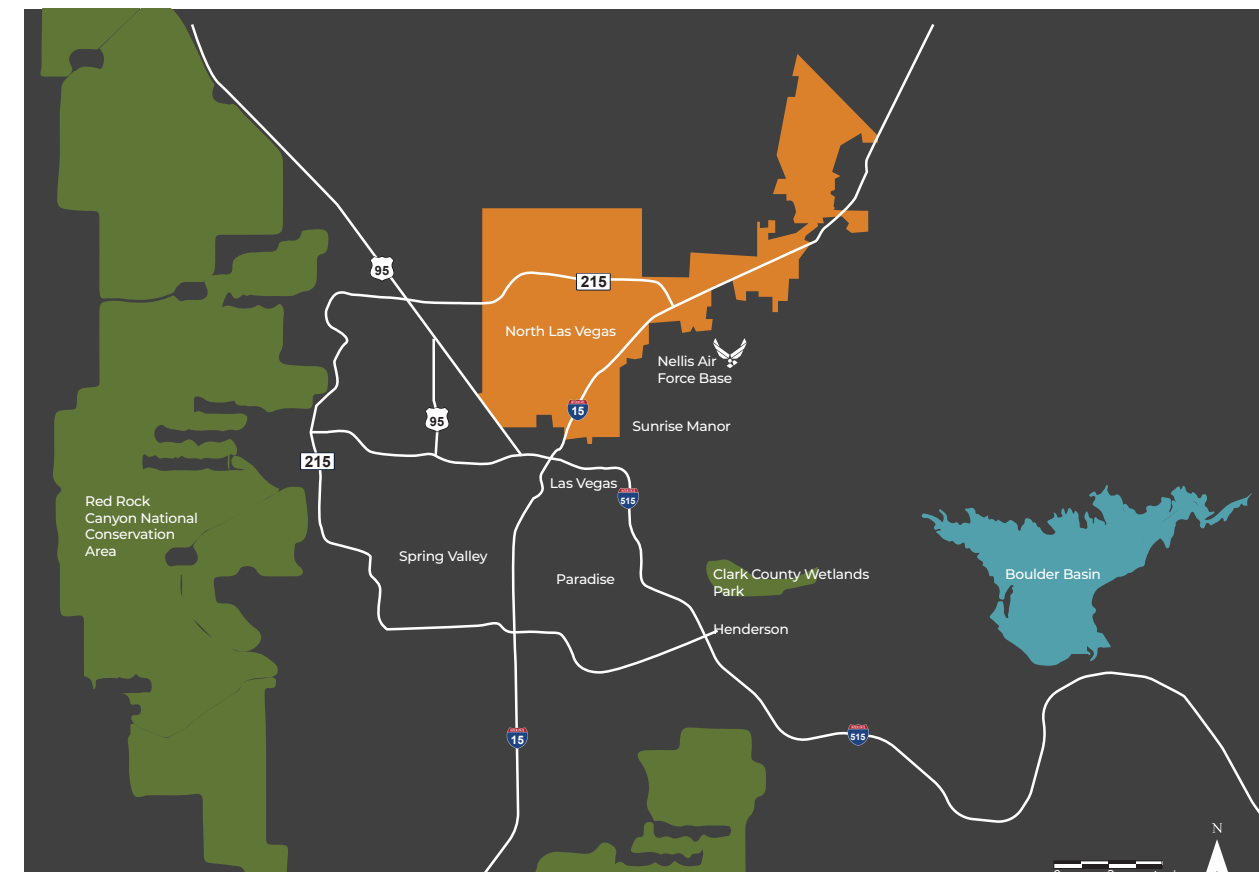 95
215
North Las Vegas
Nellis Air
Force Base
15
95
Sunrise Manor
215
Las Vegas
515
Red Rock
Canyon National
Conservation
Area
Spring Valley
Paradise
Clark County Wetlands
Park
Boulder Basin
Henderson
15
515
N